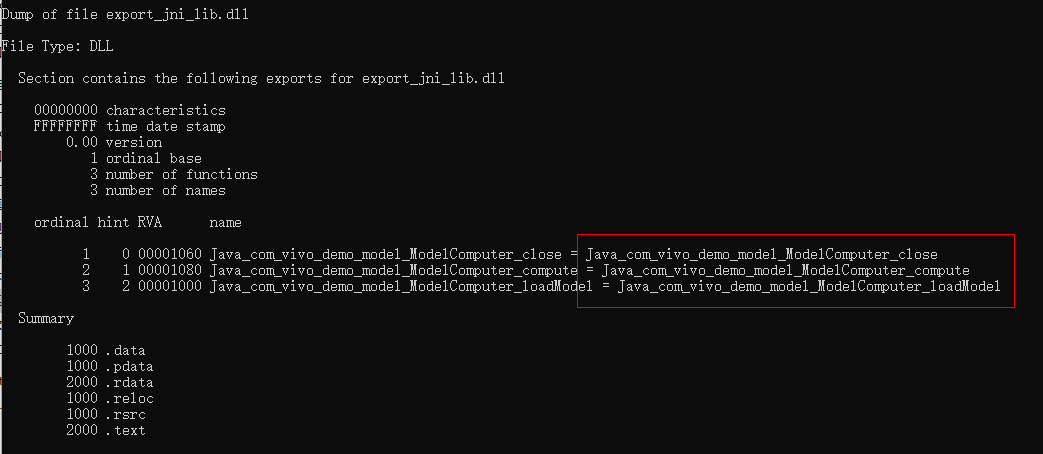 Dump of file export_jni_lib.dll
File Type: DLL
Section contains the following exports for export_jni_lib.dll
00000000 characteristics
FFFFFFFF time date stamp
0.00 version
1 ordinal base
3 number of functions
3 number of names
ordinal hint RVA name
1 0 00001060 Java_com_vivo_demo_model_ModelComputer_close = Java_com_vivo_demo_model_ModelComputer_close
2 1 00001080 Java_com_vivo_demo_model_ModelComputer_compute = Java_com_vivo_demo_model_ModelComputer_compute
3 2 00001000 Java_com_vivo_demo_model_ModelComputer_loadModel = Java_com_vivo_demo_model_ModelComputer_loadModel
Summary
1000 .data
1000 .pdata
2000 .rdata
1000 .reloc
1000 .rsrc
2000 .text